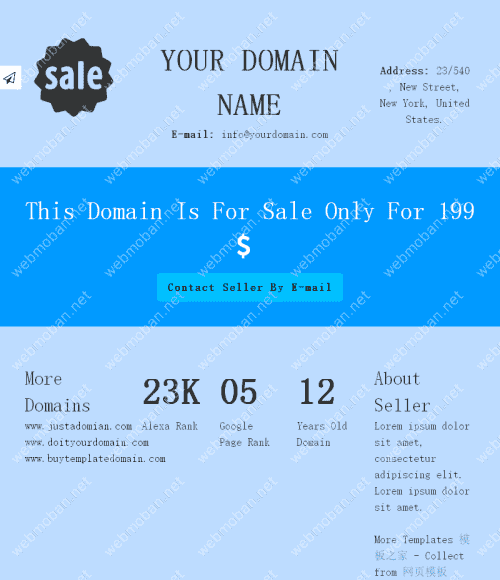 sale
YOUR DOMAIN
NAME
E-mail: info@yourdomain.com
Address: 23/540
, New Street,
New York, United
States.
This Domain Is For Sale Only For 199
$
Contact Seller By E-mail
More
Domains
www.justadomian.com
www.doityourdomain.com
www.buytemplatedomain.com
23K
Alexa Rank
05
Google
Page Rank
12
Years Old
Domain
About
Seller
Lorem ipsum dolor
sit amet,
consectetur
adipiscing elit.
Lorem ipsum dolor
sit amet.
More Templates 模
板之家 - Collect
from 网页模板
webmoban.net